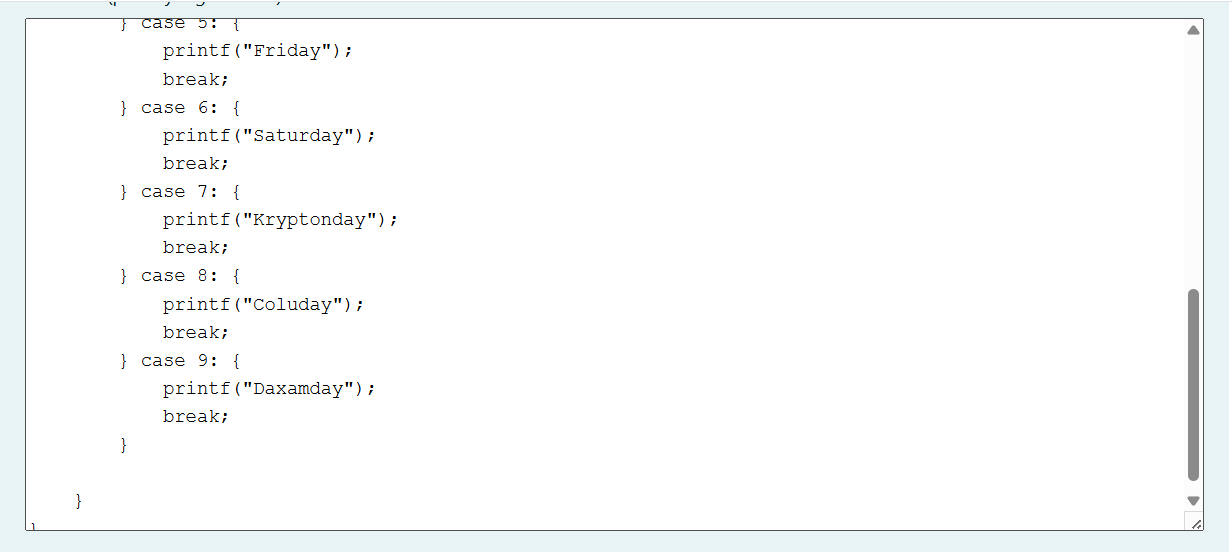 } case 5: {
            printf("Friday");
            break;
        } case 6: {
            printf("Saturday");
            break;
        } case 7: {
            printf("Kryptonday");
            break;
        } case 8: {
            printf("Coluday");
            break;
        } case 9: {
            printf("Daxamday");
            break;
        }

    }
}